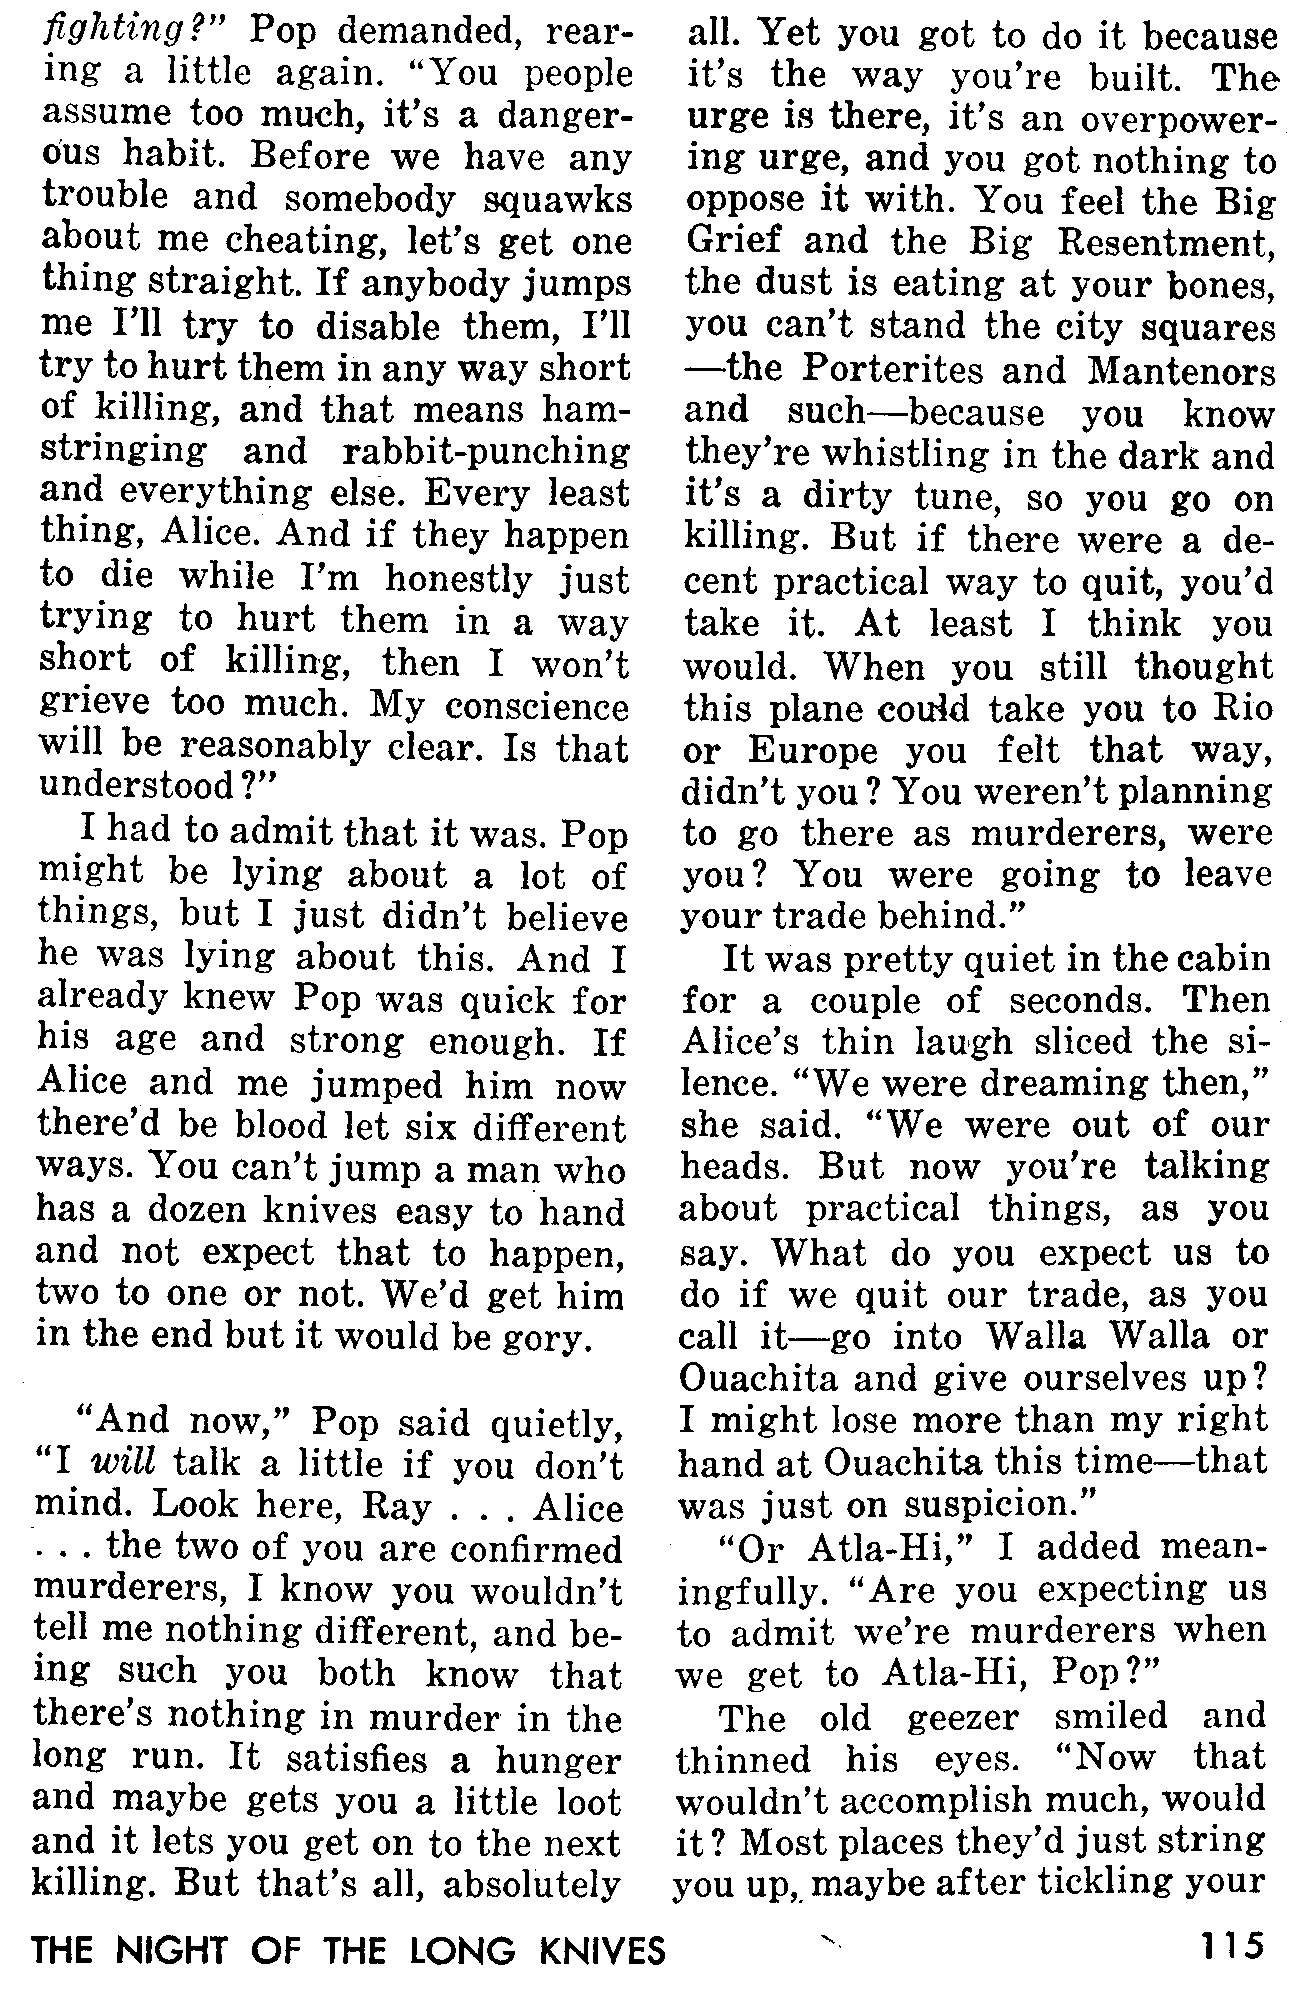 fighting?” Pop demanded, rear-
ing a little again. “You people
assume too much, it’s a danger-
ous habit. Before we have any
trouble and somebody squawks
about me cheating, let’s get one
thing straight. If anybody jumps
me I’ll try to disable them, I’ll
try to hurt them in any way short
of killing, and that means ham-
stringing and rabbit-punching
and everything else. Every least
thing, Alice. And if they happen
to die while I’m honestly just
trying to hurt them in a way
short of killing, then I won’t
grieve too much. My conscience
will be reasonably clear. Is that
understood?”
I had to admit that it was. Pop
might be lying about a lot of
things, but I just didn’t believe
he was lying about this. And I
already knew Pop was quick for
his age and strong enough. If
Alice and me jumped him now
there’d be blood let six different
ways. You can’t jump a man who
has a dozen knives easy to hand
and not expect that to happen,
two to one or not. We’d get him
in the end but it would be gory.
“And now,” Pop said quietly,
“I will talk a little if you don’t
mind. Look here, Ray . . . Alice
. . . the two of you are confirmed
murderers, I know you wouldn’t
tell me nothing different, and be-
ing such you both know that
there’s nothing in murder in the
long run. It satisfies a hunger
and maybe gets you a little loot
and it lets you get on to the next
killing. But that’s all, absolutely
all. Yet you got to do it because
it’s the way you’re built. The
urge is there, it’s an overpower-
ing urge, and you got nothing to
oppose it with. You feel the Big
Grief and the Big Resentment,
the dust is eating at your bones,
you can’t stand the city squares
—the Porterites and Mantenors
and such—because you know
they’re whistling in the dark and
it’s a dirty tune, so you go on
killing. But if there were a de-
cent practical way to quit, you’d
take it. At least I think you
would. When you still thought
this plane could take you to Rio
or Europe you felt that way,
didn’t you? You weren’t planning
to go there as murderers, were
you? You were going to leave
your trade behind.”
It was pretty quiet in the cabin
for a couple of seconds. Then
Alice’s thin laugh sliced the si-
lence. “We were dreaming then,”
she said. “We were out of our
heads. But now you’re talking
about practical things, as you
say. What do you expect us to
do if we quit our trade, as you
call it—go into Walla Walla or
Ouachita and give ourselves up?
I might lose more than my right
hand at Ouachita this time—that
was just on suspicion.”
“Or Atla-Hi,” I added mean-
ingfully. “Are you expecting us
to admit we’re murderers when
we get to Atla-Hi, Pop?”
The old geezer smiled and
thinned his eyes. “Now that
wouldn’t accomplish much, would
it? Most places they’d just string
you up, maybe after tickling your
THE NIGHT OF THE LONG KNIVES
115